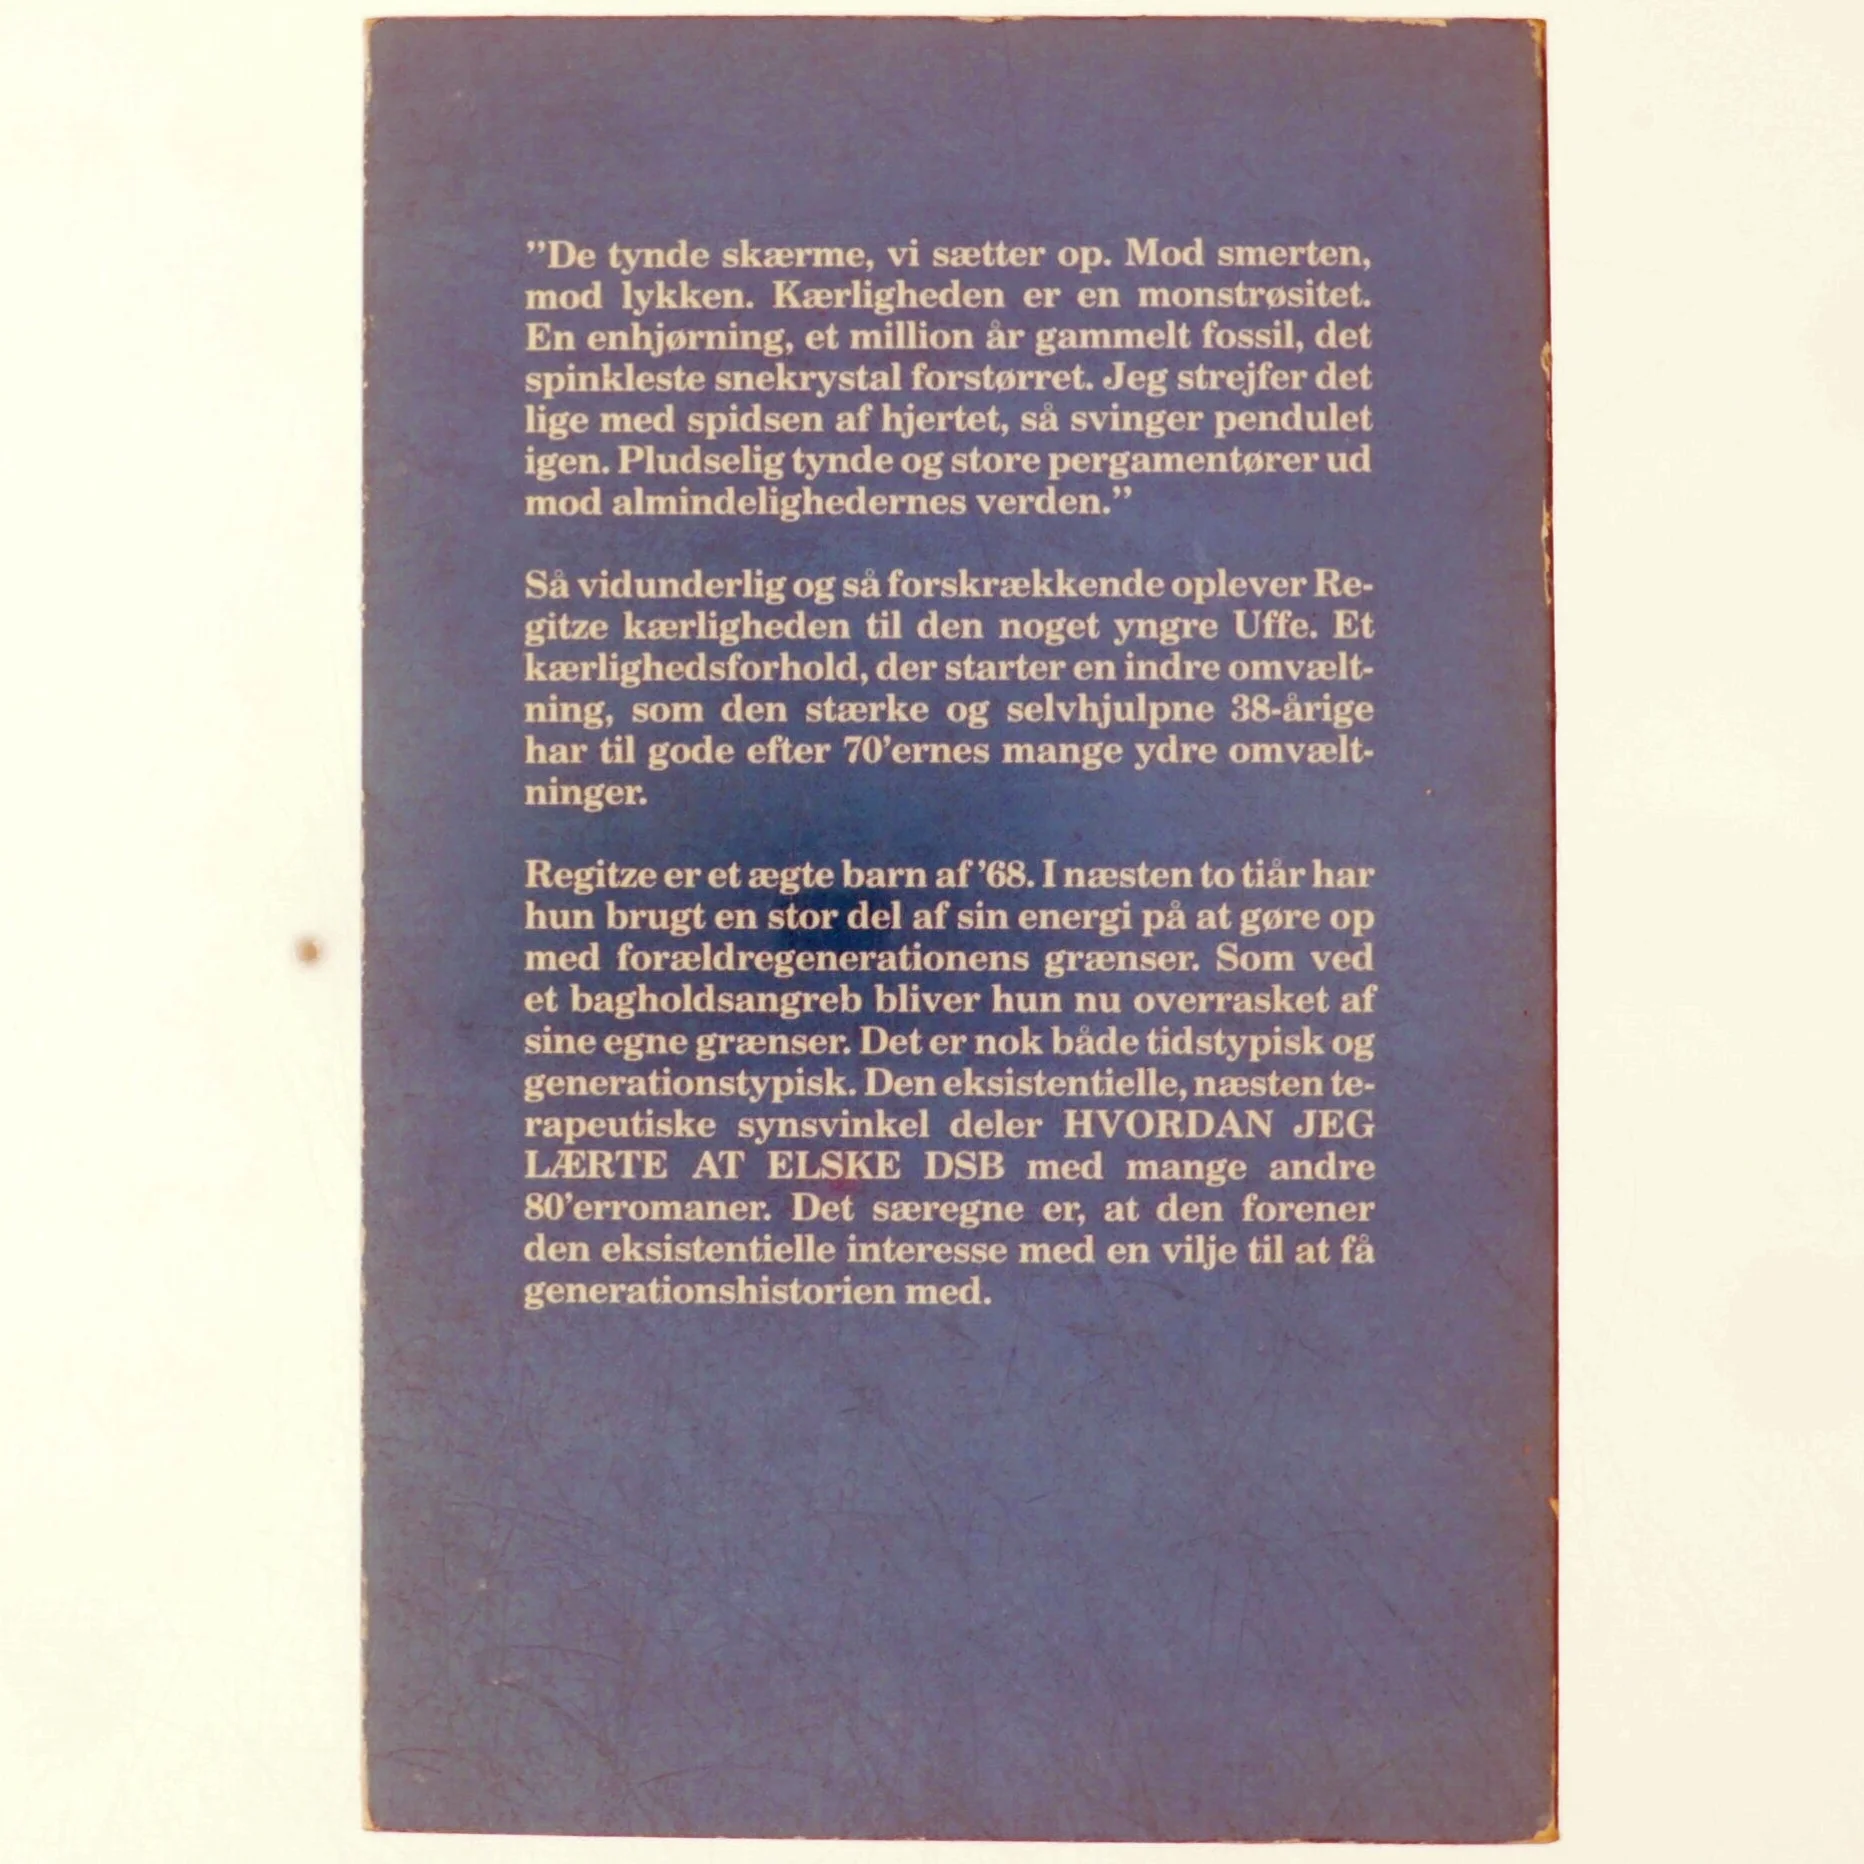 ”De tynde skærme, vi sætter op. Mod smerten,
mod lykken. Kærligheden er en monstrøsitet.
En enhjørning, et million år gammelt fossil, det
spinkleste snekrystal forstørret. Jeg strejfer det
lige med spidsen af hjertet, så svinger pendulet
igen. Pludselig tynde og store pergamentører ud
mod almindelighedernes verden.”
Så vidunderlig og så forskrækkende oplever Re-
gitze kærligheden til den noget yngre Uffe. Et
kærlighedsforhold, der starter en indre omvælt-
ning, som den stærke og selvhjulpne 38-årige
har til gode efter 70’ernes mange ydre omvælt-
ninger.
Regitze er et ægte barn af ’68. I næsten to tiår har
hun brugt en stor del af sin energi på at gøre op
med forældregenerationens grænser. Som ved
et bagholdsangreb bliver hun nu overrasket af
sine egne grænser. Det er nok både tidstypisk og
generationstypisk. Den eksistentielle, næsten te-
rapeutiske synsvinkel deler HVORDAN JEG
LÆRTE AT ELSKE DSB med mange andre
80’erromaner. Det særegne er, at den forener
den eksistentielle interesse med en vilje til at få
generationshistorien med.